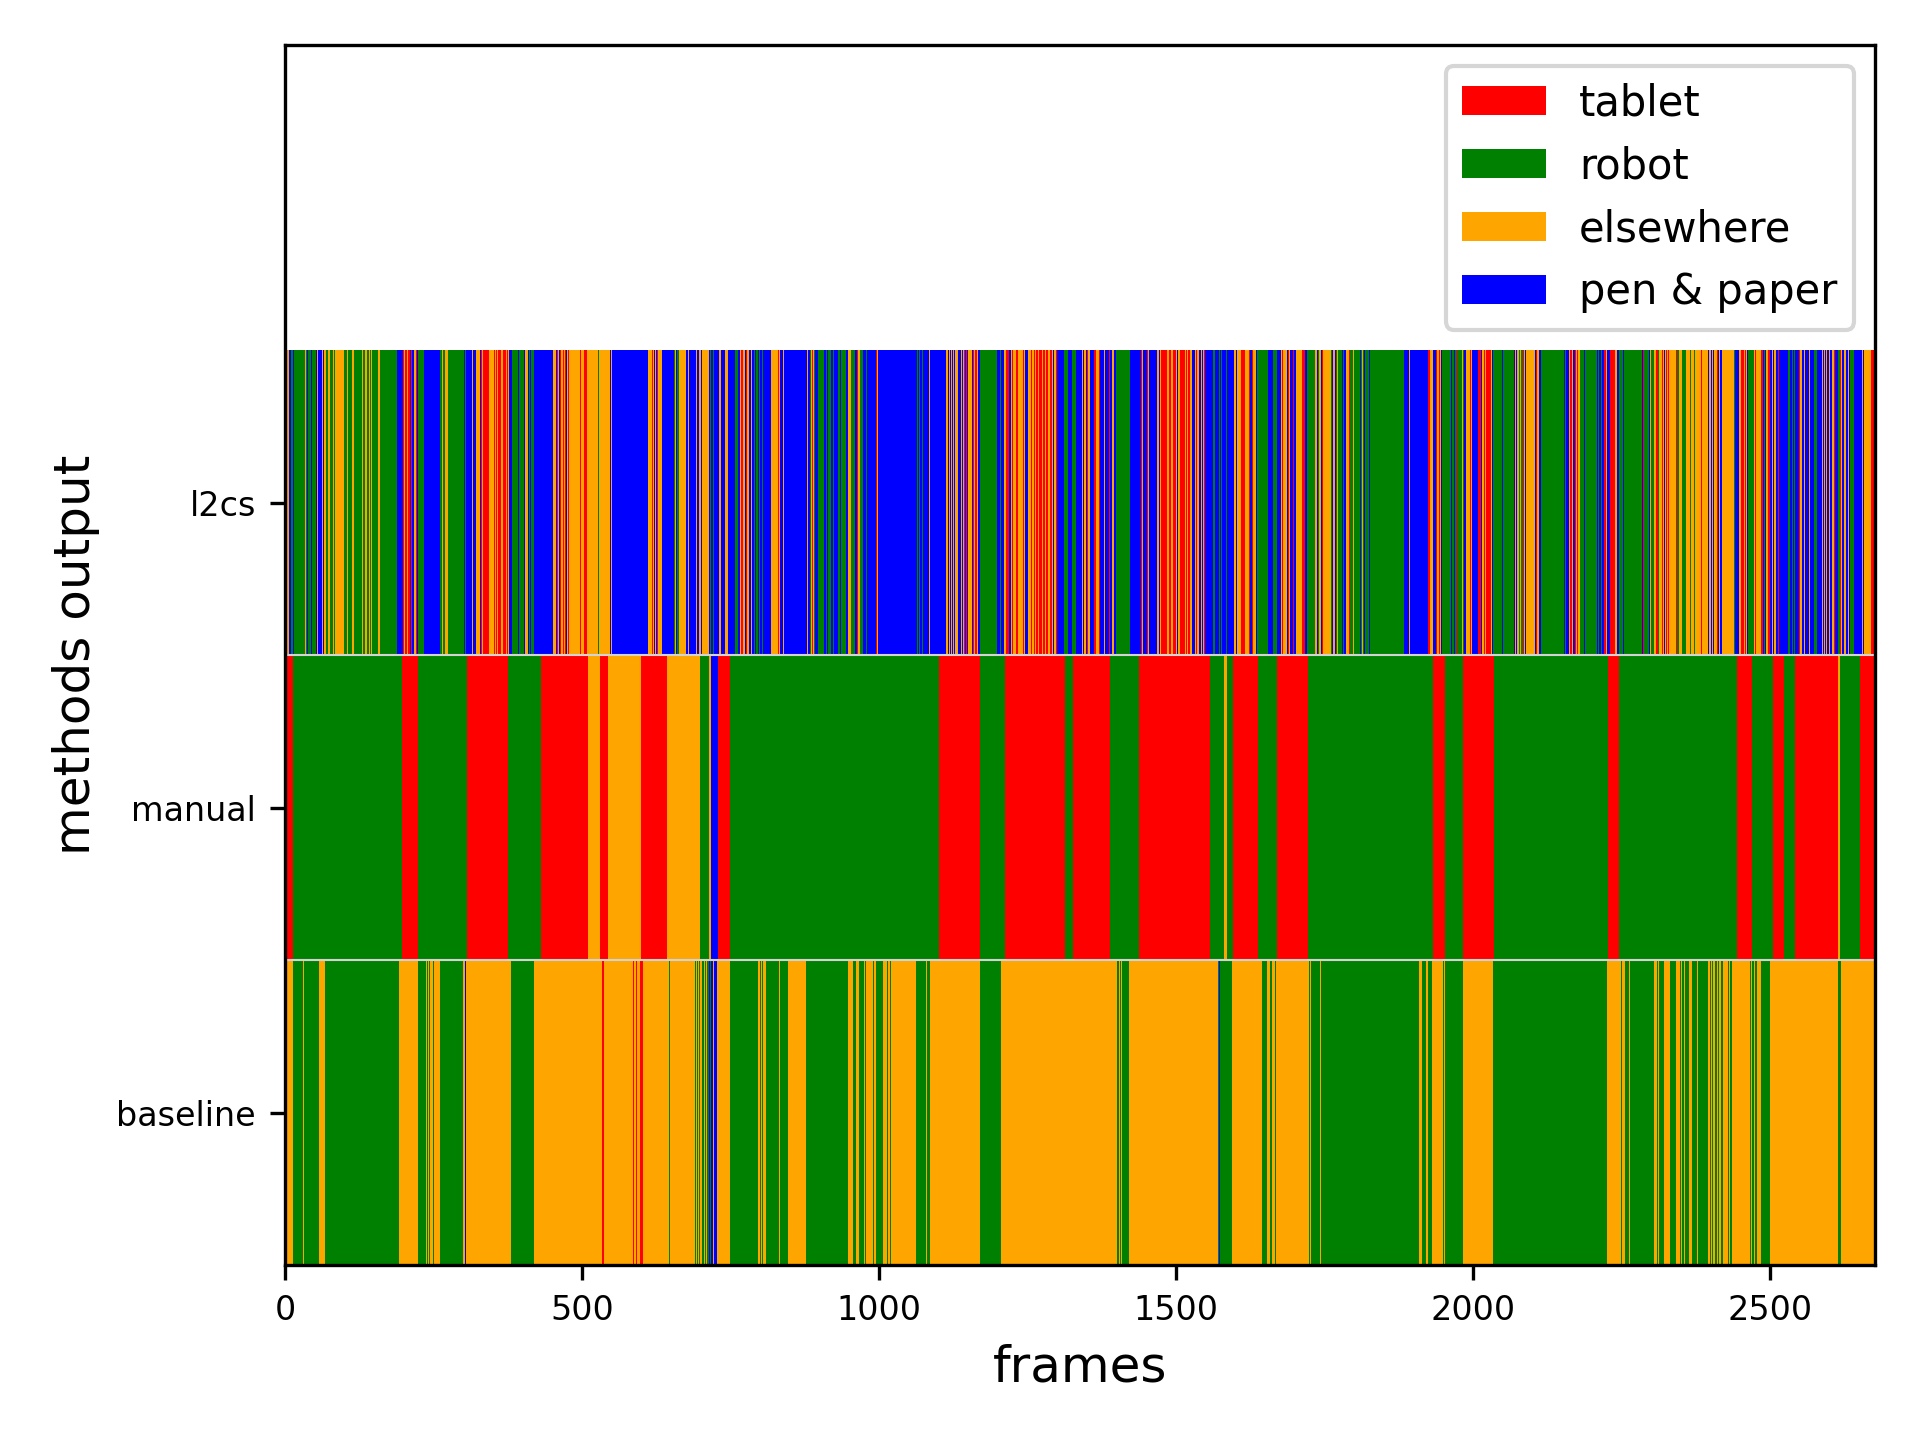 tablet
robot
elsewhere
pen & paper
methods output
l2cs
manual
baseline
0 500 1000 1500 2000 2500
frames